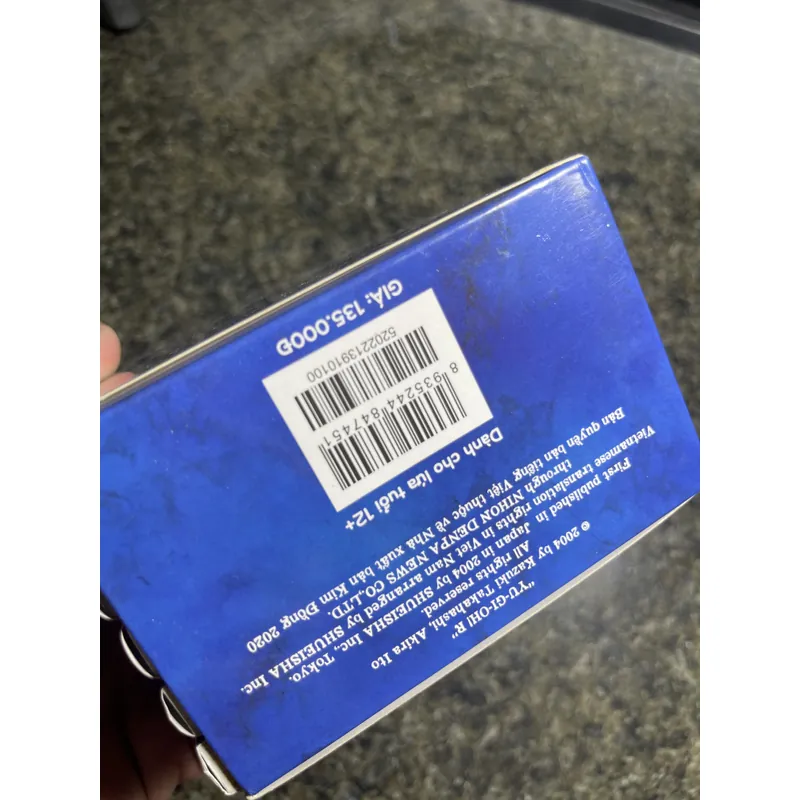 "YU-GI-OH! R"
© 2004 by Kazuki Takahashi, Akira Ito
All rights reserved.
First published in Japan in 2004 by SHUEISHA Inc., Tokyo.
Vietnamese translation rights in Viet Nam arranged by SHUEISHA Inc.
through NIHON DENPA NEWS CO.,LTD.
Bản quyền bản tiếng Việt thuộc về Nhà xuất bản Kim Đồng 2020
Dành cho lứa tuổi 12+
8 935244 847451
5202213910100
GIÁ: 135.000Đ